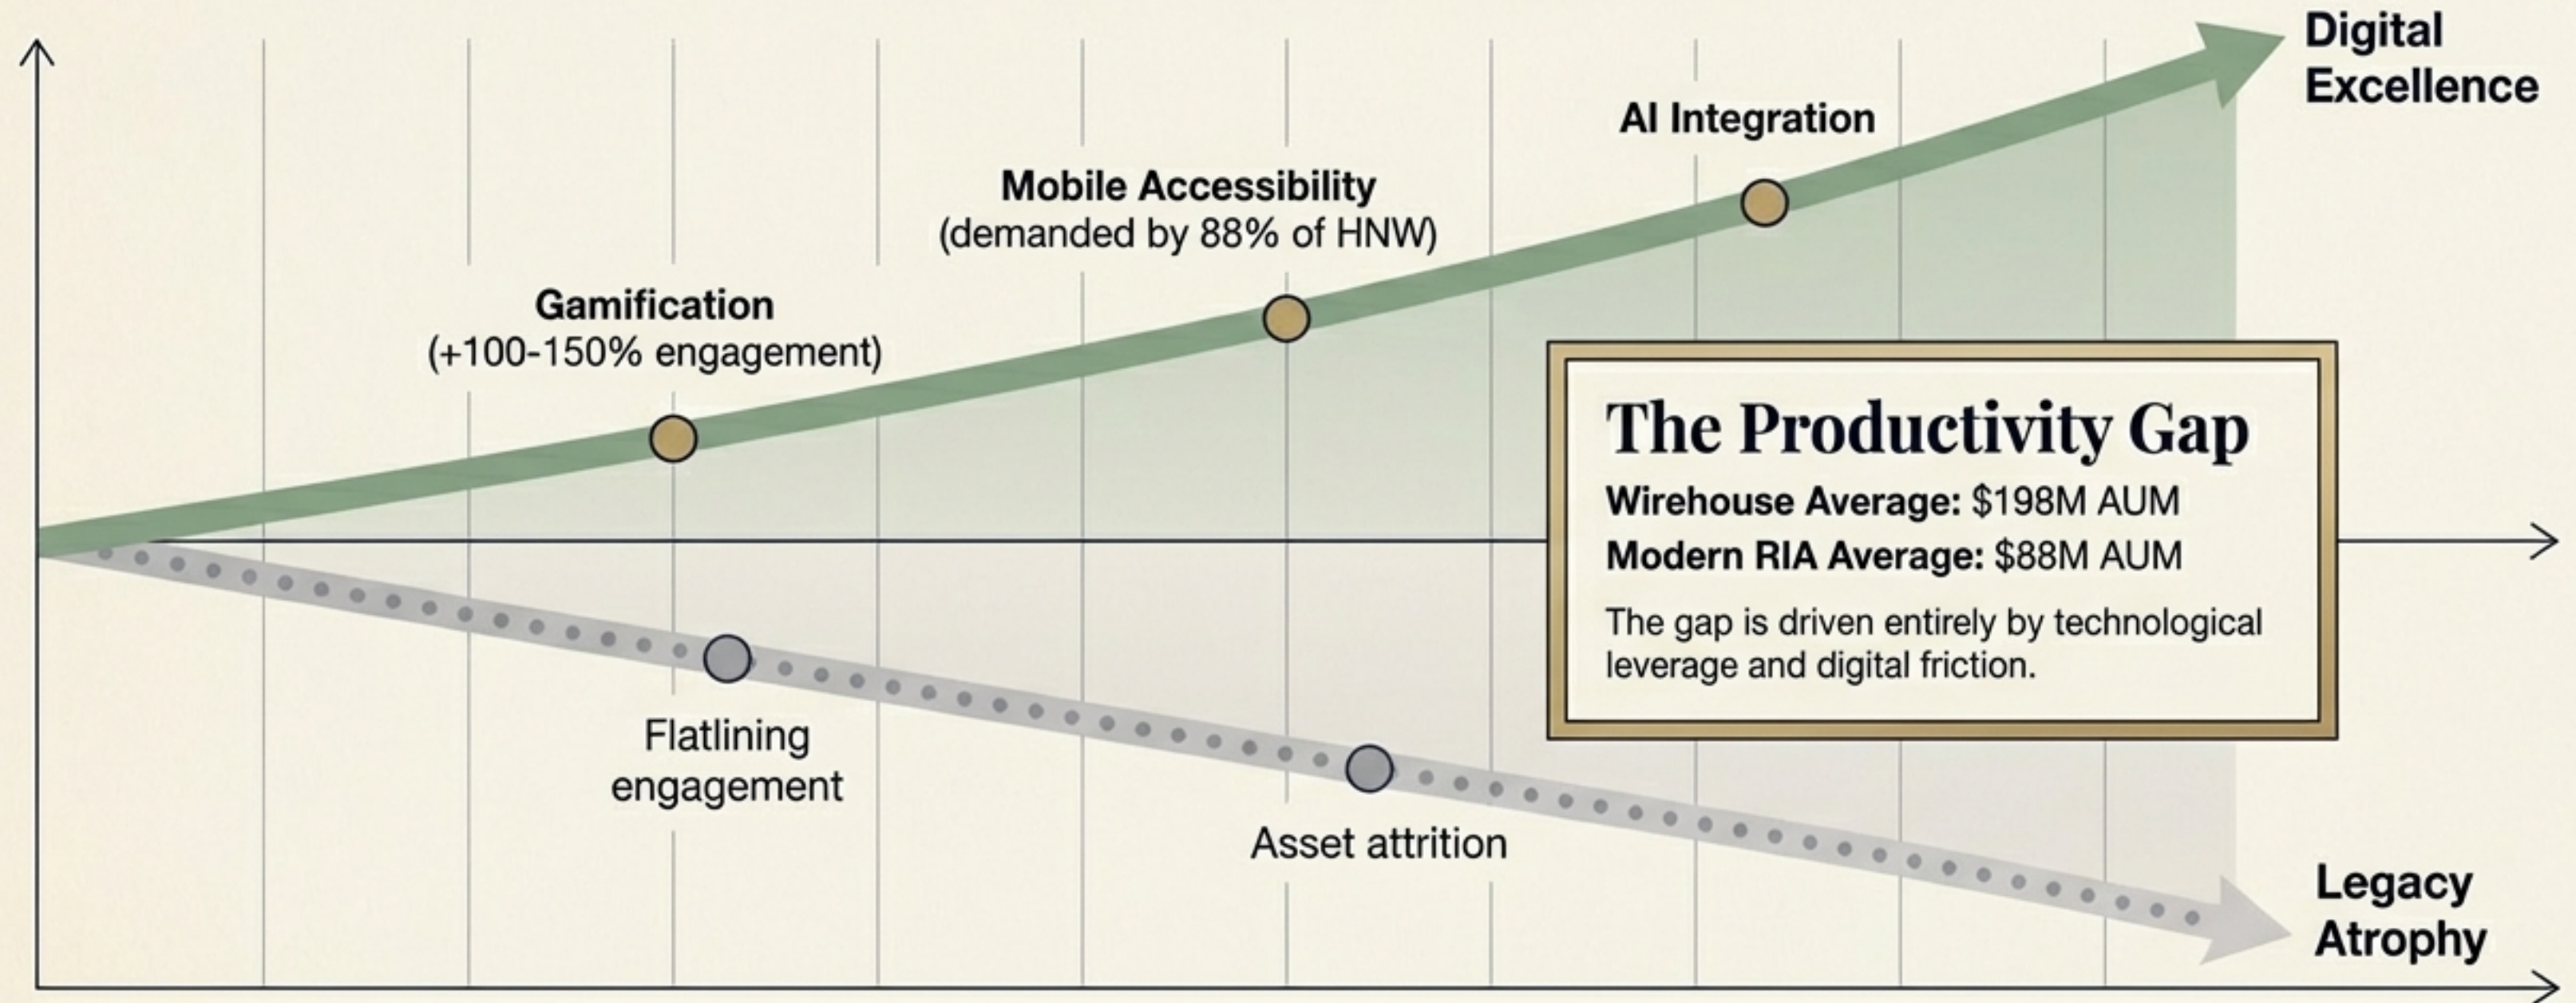 Digital
Excellence
AI Integration
Mobile Accessibility
(demanded by 88% of HNW)
Gamification
(+100-150% engagement)
The Productivity Gap
Wirehouse Average: $198M AUM
Modern RIA Average: $88M AUM
The gap is driven entirely by technological
leverage and digital friction.
Flatlining
engagement
Asset attrition
Legacy
Atrophy